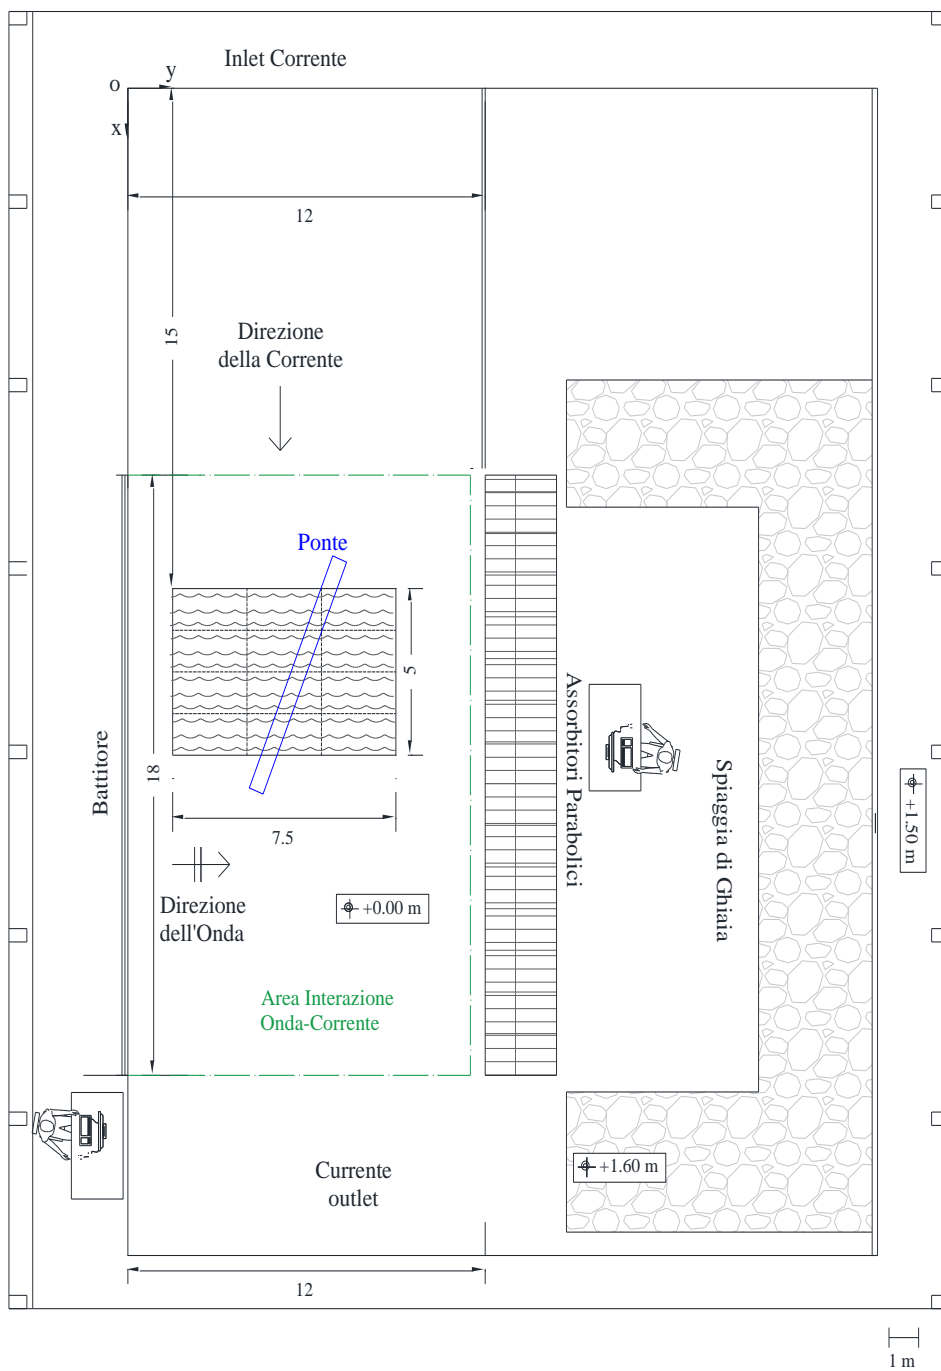 Inlet Corrente
o
y
x
12
15
Direzione
della Corrente
Ponte
5
18
7.5
Battitore
Assorbitori Parabolici
Spiaggia di Ghiaia
+1.50 m
Direzione
dell'Onda
+0.00 m
Area Interazione
Onda-Corrente
+1.60 m
Currente
outlet
12
1 m